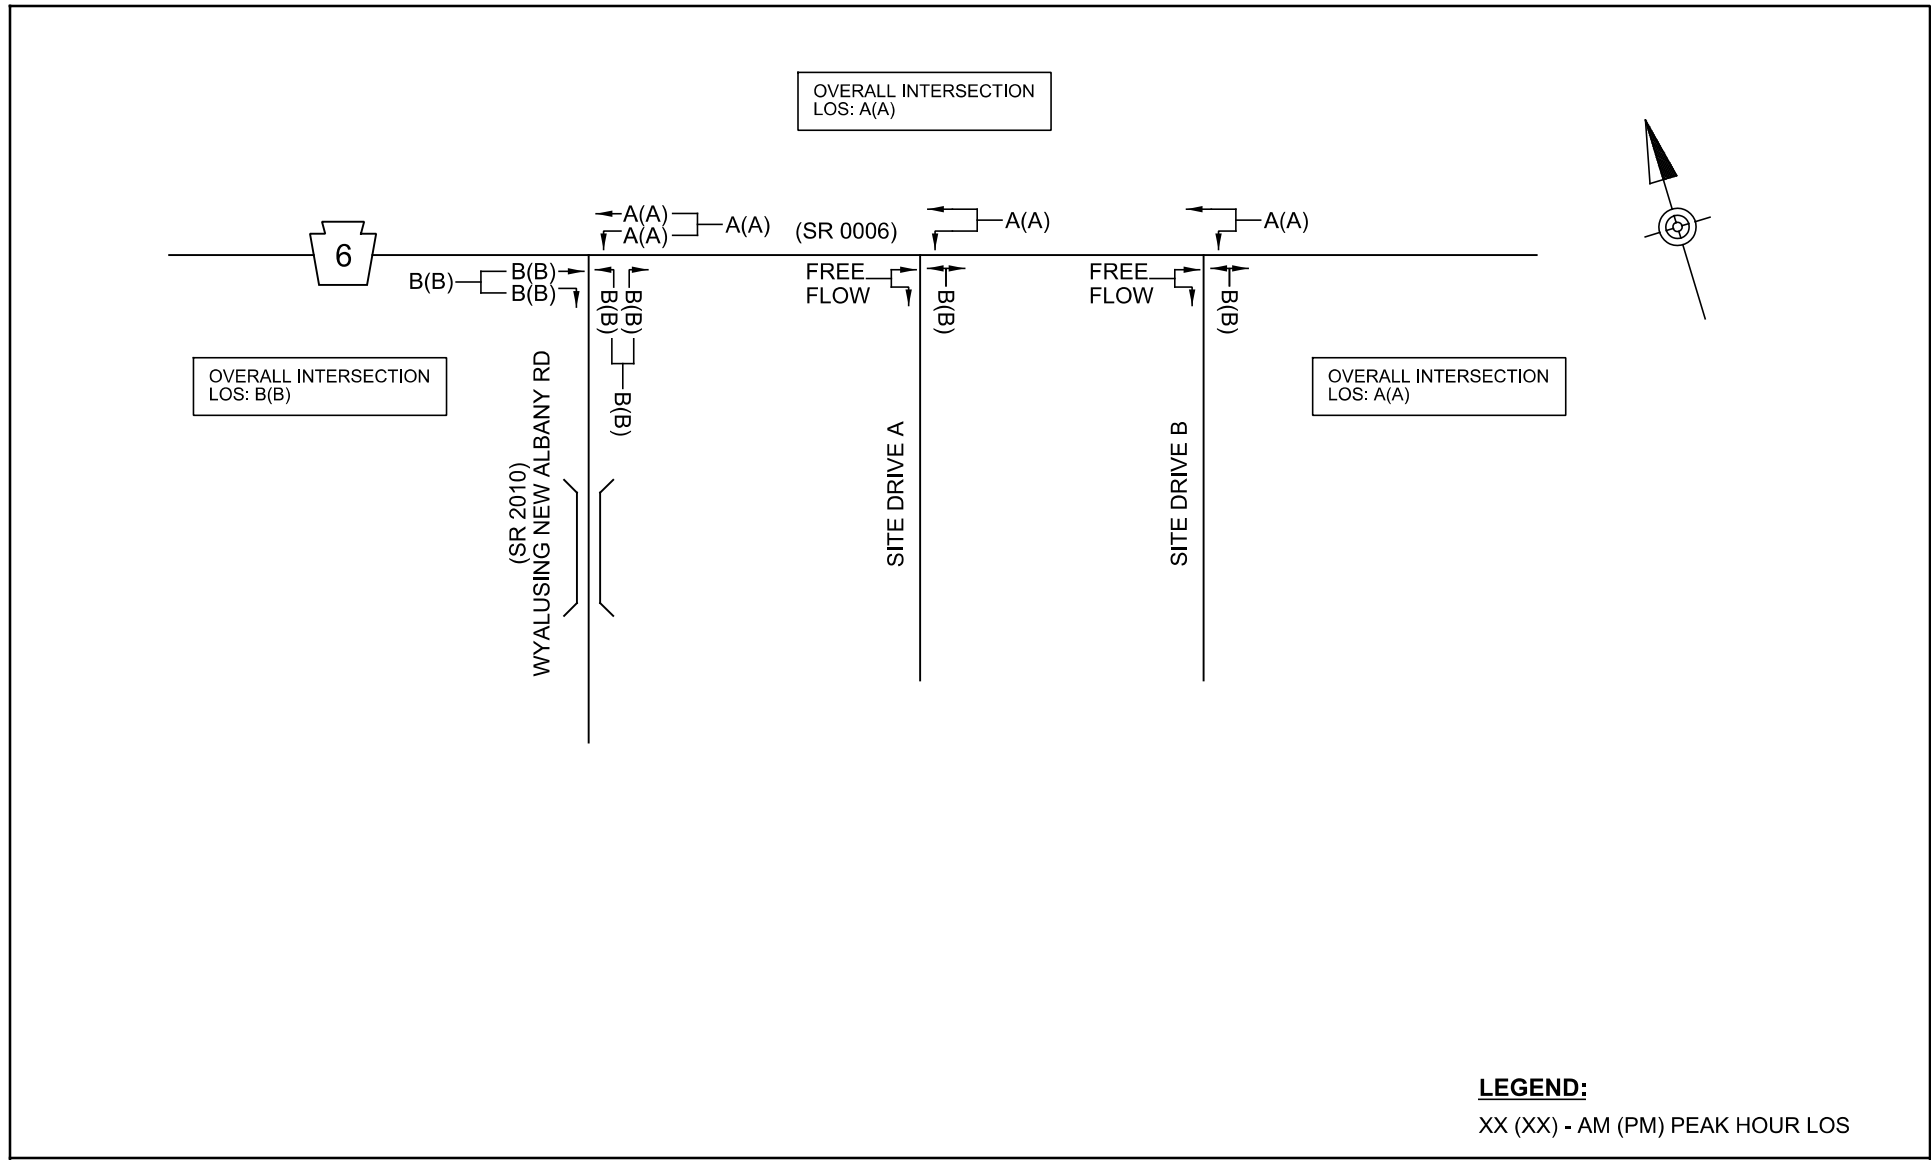 OVERALL INTERSECTION
LOS: A(A)
A(A)
A(A)
A(A)
(SR 0006)
A(A)
A(A)
6
B(B)
B(B)
B(B)
B(B)
B(B)
B(B)
FREE
FLOW
B(B)
FREE
FLOW
B(B)
OVERALL INTERSECTION
LOS: B(B)
OVERALL INTERSECTION
LOS: A(A)
(SR 2010)
WYALUSING NEW ALBANY RD
SITE DRIVE A
SITE DRIVE B
LEGEND:
XX (XX) - AM (PM) PEAK HOUR LOS